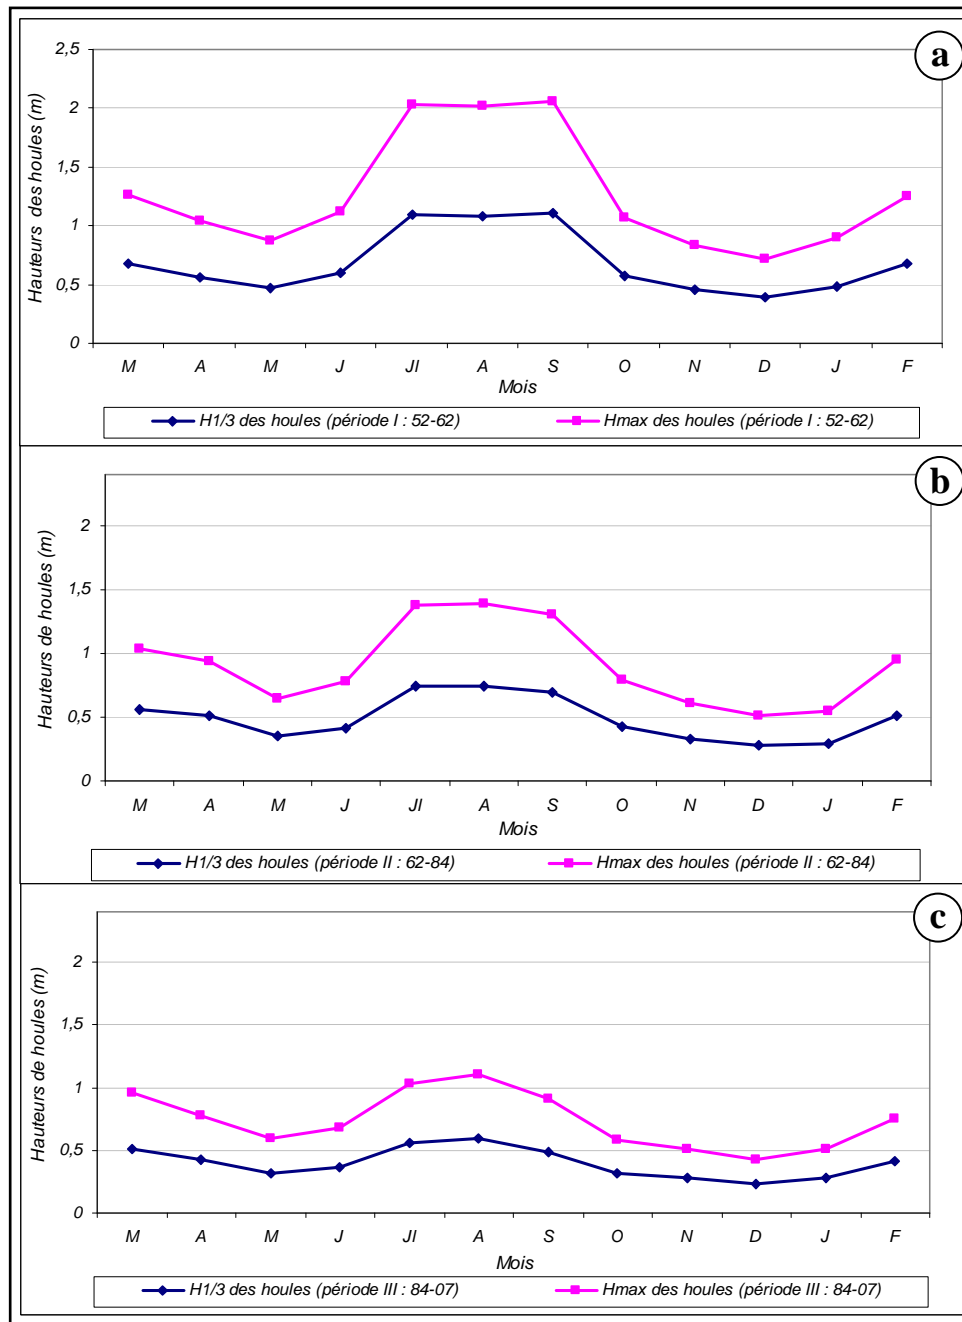 a
2,5
2
1,5
1
0,5
0
Hauteurs des houles (m)
M A M J Jl A S O N D J F
Mois
H1/3 des houles (période I : 52-62) Hmax des houles (période I : 52-62)
b
2
1,5
1
0,5
0
Hauteurs de houles (m)
M A M J Jl A S O N D J F
Mois
H1/3 des houles (période II : 62-84) Hmax des houles (période II : 62-84)
c
2
1,5
1
0,5
0
Hauteurs de houles (m)
M A M J Jl A S O N D J F
Mois
H1/3 des houles (période III : 84-07) Hmax des houles (période III : 84-07)